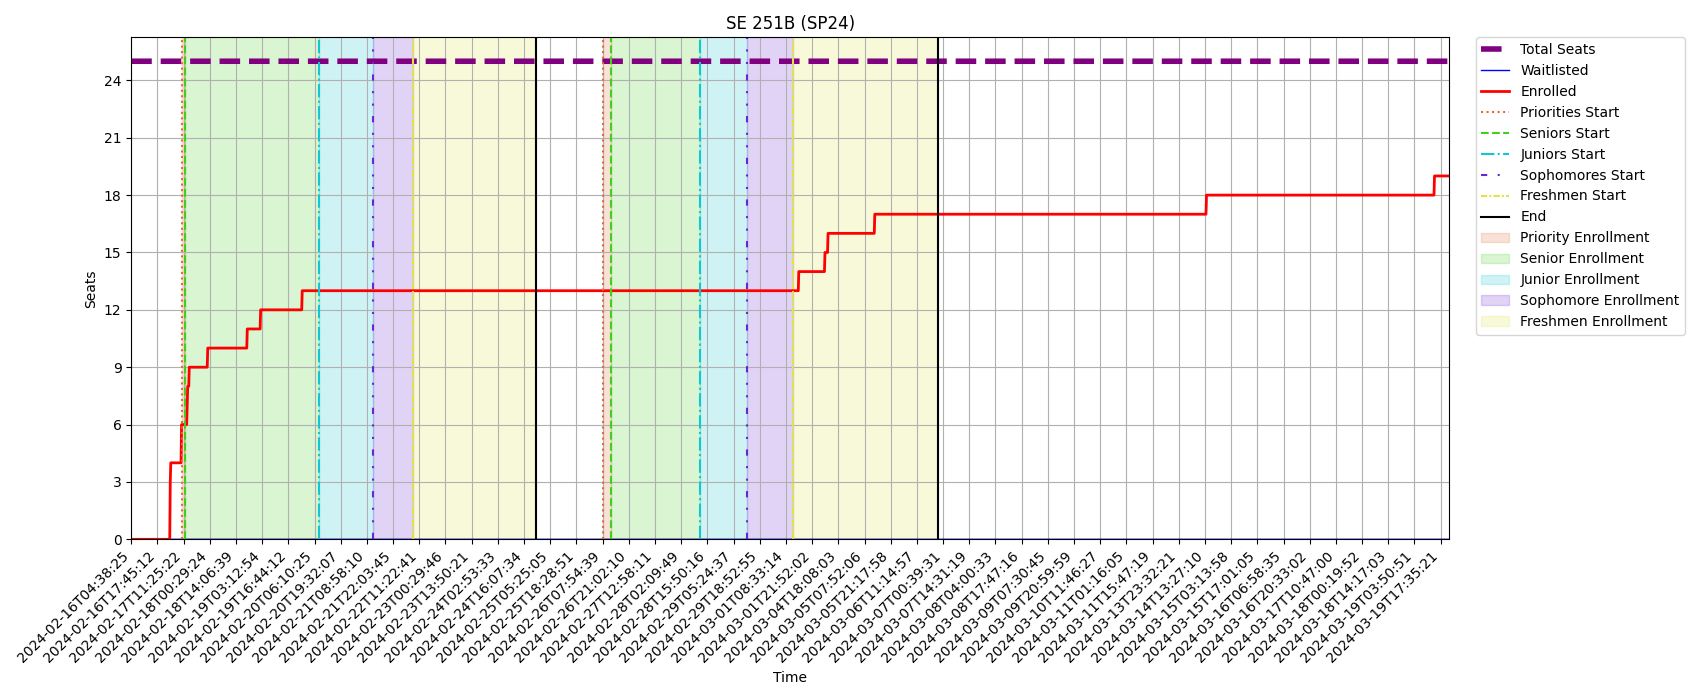 SE 251B (SP24)
Seats
24
21
18
15
12
9
6
3
0
2024-02-16T04:38:25
2024-02-16T17:45:12
2024-02-17T11:25:22
2024-02-18T00:29:24
2024-02-18T14:06:39
2024-02-19T03:12:54
2024-02-19T16:44:12
2024-02-20T06:10:25
2024-02-20T19:32:07
2024-02-21T08:58:10
2024-02-21T22:03:45
2024-02-22T11:22:41
2024-02-23T00:29:46
2024-02-23T13:50:21
2024-02-24T02:53:33
2024-02-24T16:07:34
2024-02-25T05:25:05
2024-02-25T18:28:51
2024-02-26T07:54:39
2024-02-26T21:02:10
2024-02-27T12:58:11
2024-02-28T02:09:49
2024-02-28T15:50:16
2024-02-29T05:24:37
2024-02-29T18:52:55
2024-03-01T08:33:14
2024-03-01T21:52:02
2024-03-04T18:08:03
2024-03-05T07:52:06
2024-03-05T21:17:58
2024-03-06T11:14:57
2024-03-07T00:39:31
2024-03-07T14:31:19
2024-03-08T04:00:33
2024-03-08T17:47:16
2024-03-09T07:30:45
2024-03-09T20:59:59
2024-03-10T11:46:27
2024-03-11T01:16:05
2024-03-11T15:47:19
2024-03-13T23:32:21
2024-03-14T13:27:10
2024-03-15T03:13:58
2024-03-15T17:01:05
2024-03-16T06:58:35
2024-03-16T20:33:02
2024-03-17T10:47:00
2024-03-18T00:19:52
2024-03-18T14:17:03
2024-03-19T03:50:51
2024-03-19T17:35:21
Time
Total Seats
Waitlisted
Enrolled
Priorities Start
Seniors Start
Juniors Start
Sophomores Start
Freshmen Start
End
Priority Enrollment
Senior Enrollment
Junior Enrollment
Sophomore Enrollment
Freshmen Enrollment